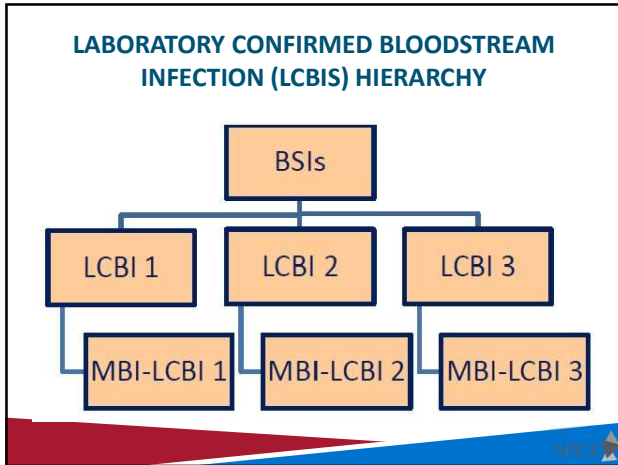 LABORATORY CONFIRMED BLOODSTREAM
INFECTION (LCBIS) HIERARCHY
BSIs
LCBI 1
LCBI 2
LCBI 3
MBI-LCBI 1
MBI-LCBI 2
MBI-LCBI 3